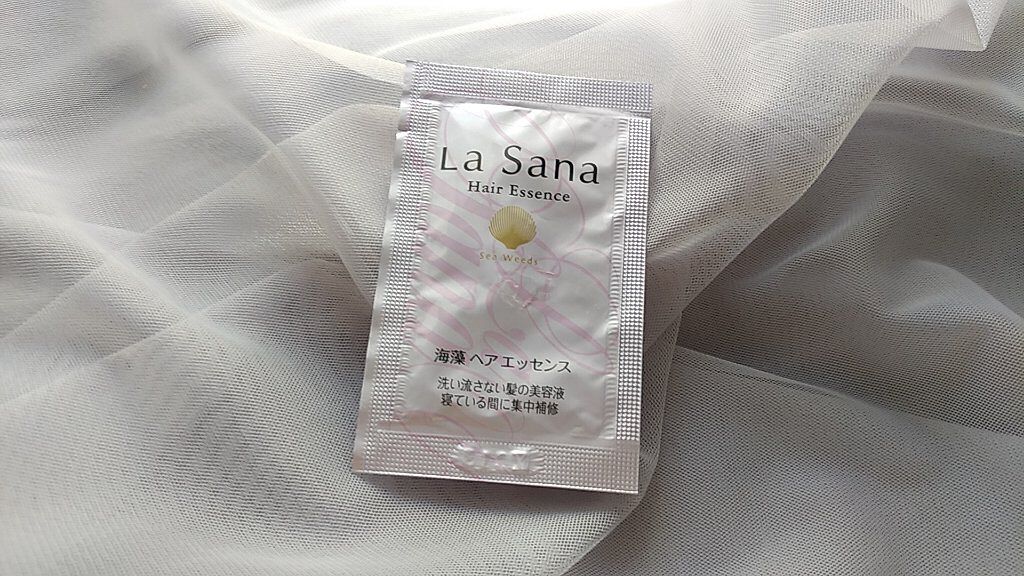 La Sana
Hair Essence
Sea Weeds
海藻 ヘアエッセンス
洗い流さない髪の美容液
寝ている間に集中補修